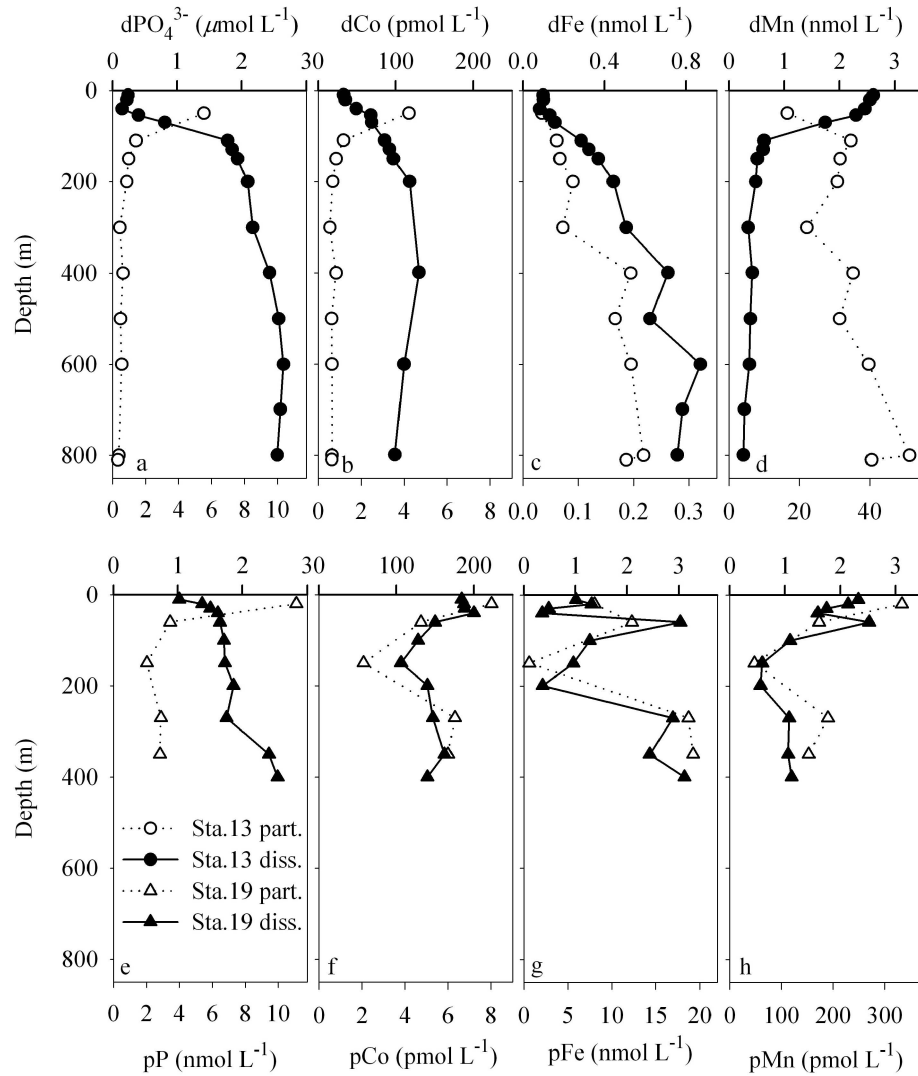 dPO₄³⁻ (μmol L⁻¹) dCo (pmol L⁻¹) dFe (nmol L⁻¹) dMn (nmol L⁻¹)
0 1 2 30 100 200 0.0 0.4 0.8 0 1 2 3
0
200
400
600
800
Depth (m)
a b c d
0 2 4 6 8 10 0 2 4 6 8 0.0 0.1 0.2 0.3 0 20 40
0 1 2 30 100 200 0 1 2 3 0 1 2 3
0
200
400
600
800
Depth (m)
Sta.13 part.
Sta.13 diss.
Sta.19 part.
Sta.19 diss.
e f g h
0 2 4 6 8 10 0 2 4 6 8 0 5 10 15 20 0 100 200 300
pP (nmol L⁻¹) pCo (pmol L⁻¹) pFe (nmol L⁻¹) pMn (pmol L⁻¹)